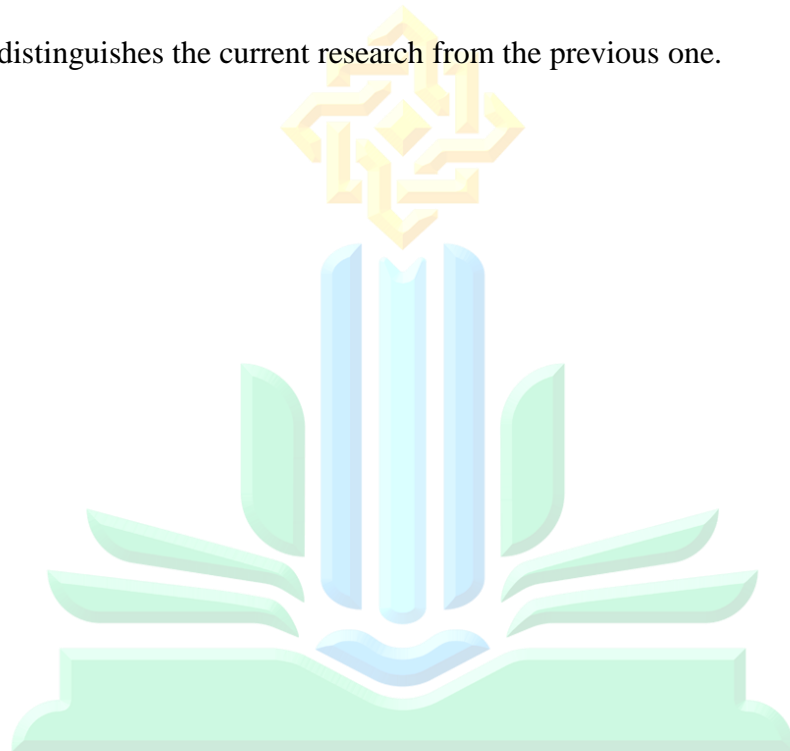 distinguishes the current research from the previous one.